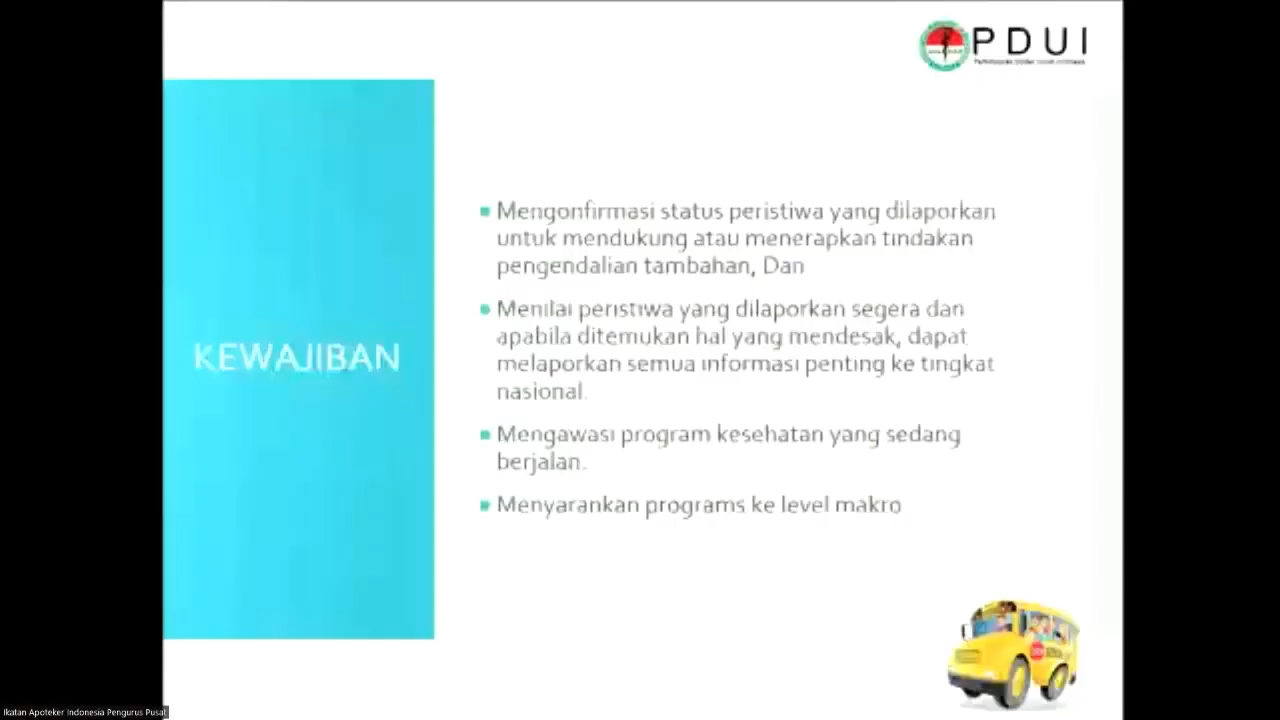 PDUI
KEWAJIBAN
Mengonfirmasi status peristiwa yang dilaporkan
untuk mendukung atau menerapkan tindakan
pengendalian tambahan, Dan
Menilai peristiwa yang dilaporkan segera dan
apabila ditemukan hal yang mendesak, dapat
melaporkan semua informasi penting ke tingkat
nasional.
Mengawasi program kesehatan yang sedang
berjalan.
Menyarankan programs ke level makro
Ikatan Apoteker Indonesia Pengurus Pusat